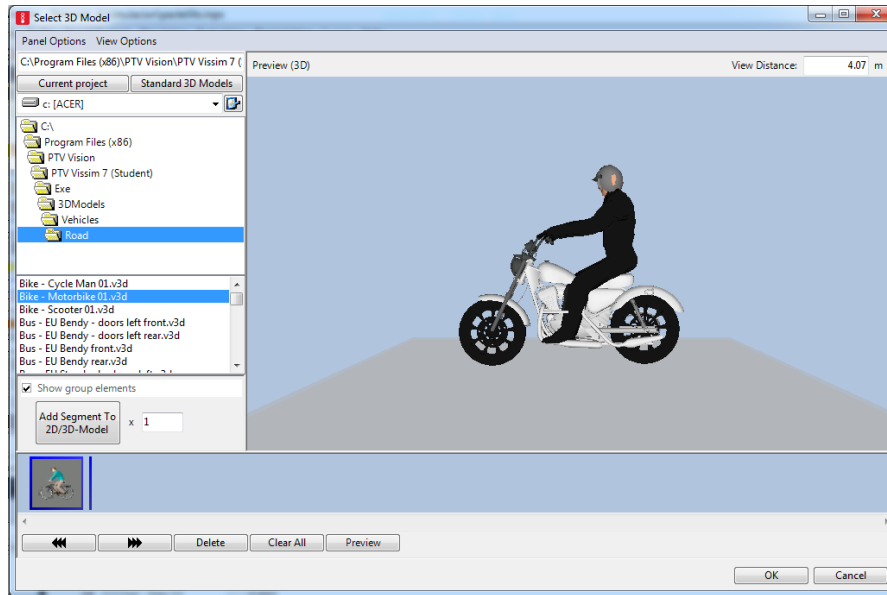 Select 3D Model
Panel Options View Options
C:\Program Files (x86)\PTV Vision\PTV Vissim 7 (
Current project Standard 3D Models
c: [ACER]
C:\
Program Files (x86)
PTV Vision
PTV Vissim 7 (Student)
Exe
3DModels
Vehicles
Road
Bike - Cycle Man 01.v3d
Bike - Motorbike 01.v3d
Bike - Scooter 01.v3d
Bus - EU Bendy - doors left front.v3d
Bus - EU Bendy - doors left rear.v3d
Bus - EU Bendy front.v3d
Bus - EU Bendy rear.v3d
Show group elements
Add Segment To
2D/3D-Model
x 1
Preview (3D) View Distance: 4.07 m
Delete Clear All Preview
OK Cancel